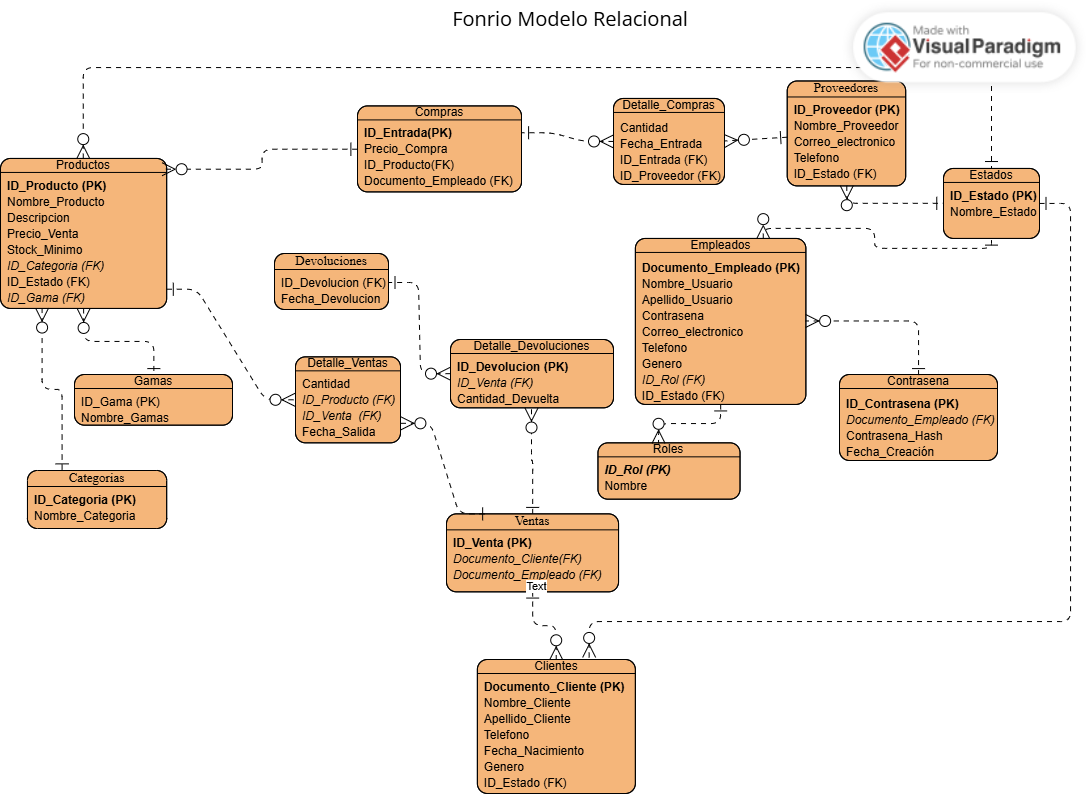 Fonrio Modelo Relacional
Made with
VisualParadigm
For non-commercial use
Productos
ID_Producto (PK)
Nombre_Producto
Descripcion
Precio_Venta
Stock_Minimo
ID_Categoria (FK)
ID_Estado (FK)
ID_Gama (FK)
Compras
ID_Entrada(PK)
Precio_Compra
ID_Producto(FK)
Documento_Empleado (FK)
Detalle_Compras
Cantidad
Fecha_Entrada
ID_Entrada (FK)
ID_Proveedor (FK)
Proveedores
ID_Proveedor (PK)
Nombre_Proveedor
Correo_electronico
Telefono
ID_Estado (FK)
Estados
ID_Estado (PK)
Nombre_Estado
Devoluciones
ID_Devolucion (FK)
Fecha_Devolucion
Empleados
Documento_Empleado (PK)
Nombre_Usuario
Apellido_Usuario
Contrasena
Correo_electronico
Telefono
Genero
ID_Rol (FK)
ID_Estado (FK)
Detalle_Ventas
Cantidad
ID_Producto (FK)
ID_Venta (FK)
Fecha_Salida
Detalle_Devoluciones
ID_Devolucion (PK)
ID_Venta (FK)
Cantidad_Devuelta
Gamas
ID_Gama (PK)
Nombre_Gamas
Contrasena
ID_Contrasena (PK)
Documento_Empleado (FK)
Contrasena_Hash
Fecha_Creación
Roles
ID_Rol (PK)
Nombre
Categorias
ID_Categoria (PK)
Nombre_Categoria
Ventas
ID_Venta (PK)
Documento_Cliente(FK)
Documento_Empleado (FK)
Text
Clientes
Documento_Cliente (PK)
Nombre_Cliente
Apellido_Cliente
Telefono
Fecha_Nacimiento
Genero
ID_Estado (FK)